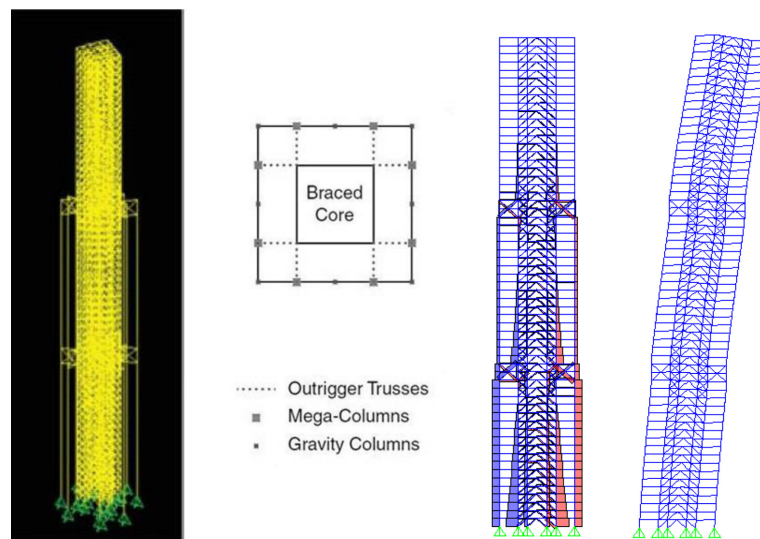 Braced
Core
Outrigger Trusses
Mega-Columns
Gravity Columns